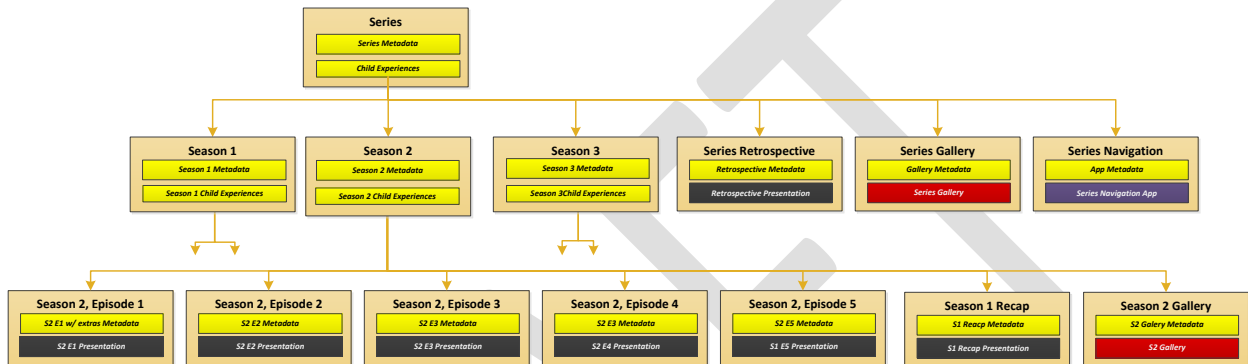 Series
Series Metadata
Child Experiences
Season 1
Season 1 Metadata
Season 1 Child Experiences
Season 2
Season 2 Metadata
Season 2 Child Experiences
Season 3
Season 3 Metadata
Season 3Child Experiences
Series Retrospective
Retrospective Metadata
Retrospective Presentation
Series Gallery
Gallery Metadata
Series Gallery
Series Navigation
App Metadata
Series Navigation App
Season 2, Episode 1
S2 E1 w/ extras Metadata
S2 E1 Presentation
Season 2, Episode 2
S2 E2 Metadata
S2 E2 Presentation
Season 2, Episode 3
S2 E3 Metadata
S2 E3 Presentation
Season 2, Episode 4
S2 E3 Metadata
S2 E4 Presentation
Season 2, Episode 5
S2 E5 Metadata
S1 E5 Presentation
Season 1 Recap
S1 Reacp Metadata
S1 Recap Presentation
Season 2 Gallery
S2 Galery Metadata
S2 Gallery